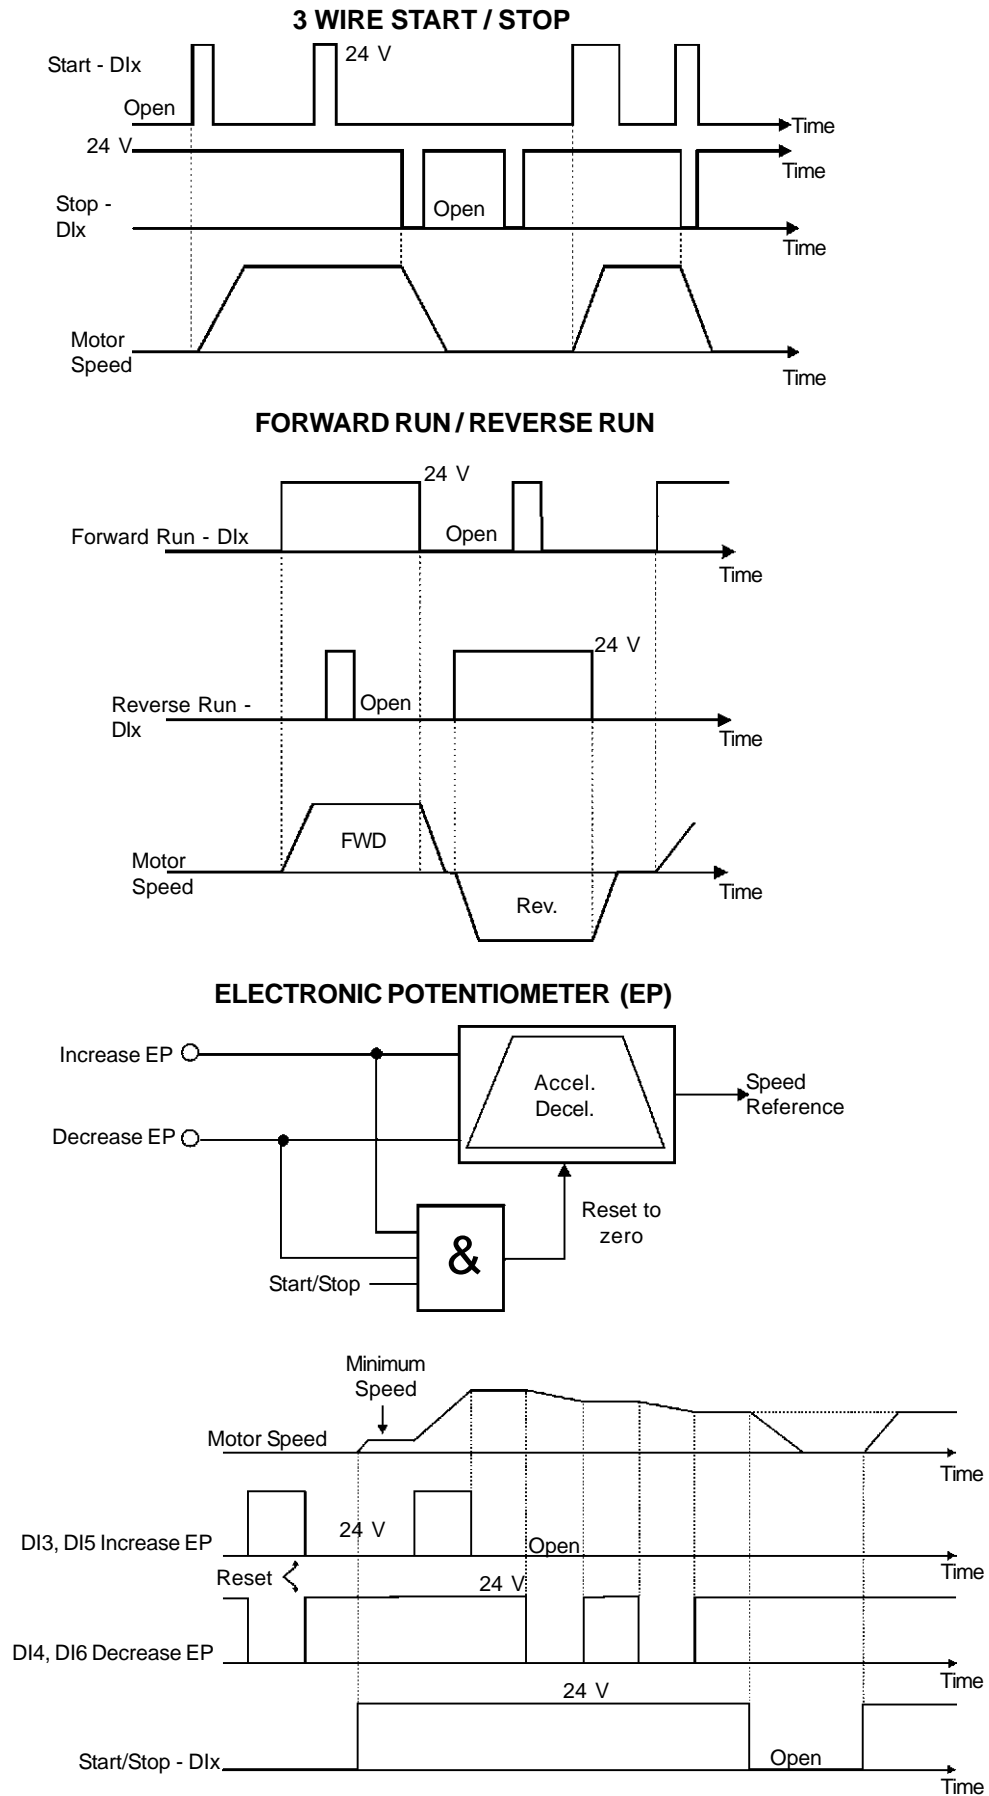 3 WIRE START / STOP
24 V
Start - DIx
Open
Time
24 V
Time
Stop -
DIx
Open
Time
Motor
Speed
Time
FORWARD RUN / REVERSE RUN
24 V
Forward Run - DIx
Open
Time
24 V
Reverse Run -
DIx
Open
Time
FWD
Motor
Speed
Time
Rev.
ELECTRONIC POTENTIOMETER (EP)
Increase EP
Accel.
Decel.
Speed
Reference
Decrease EP
Reset to
zero
&
Start/Stop
Minimum
Speed
Motor Speed
Time
24 V
DI3, DI5 Increase EP
Open
Time
Reset
24 V
DI4, DI6 Decrease EP
Time
24 V
Start/Stop - DIx
Open
Time